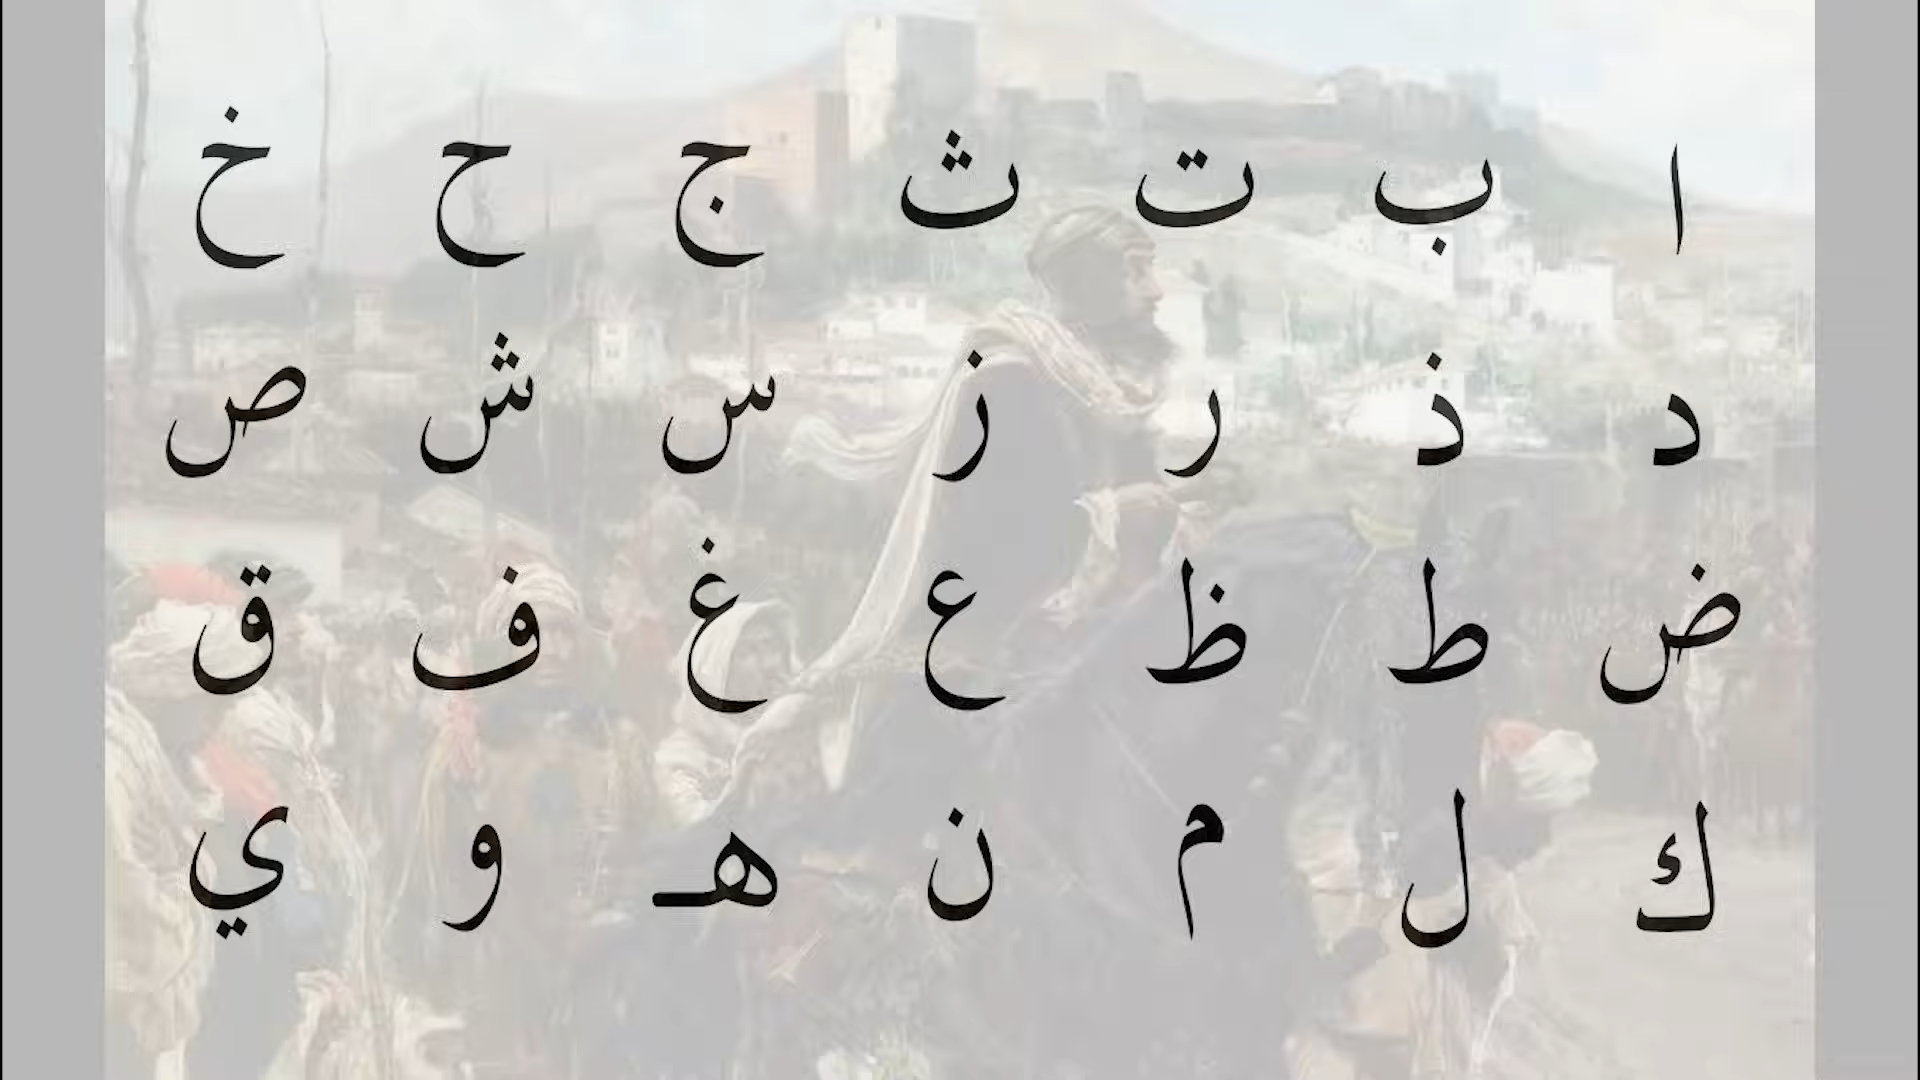 ا ب ت ث ج ح خ
د ذ ر ز س ش ص
ض ط ظ ع غ ف ق
ك ل م ن هـ و ي